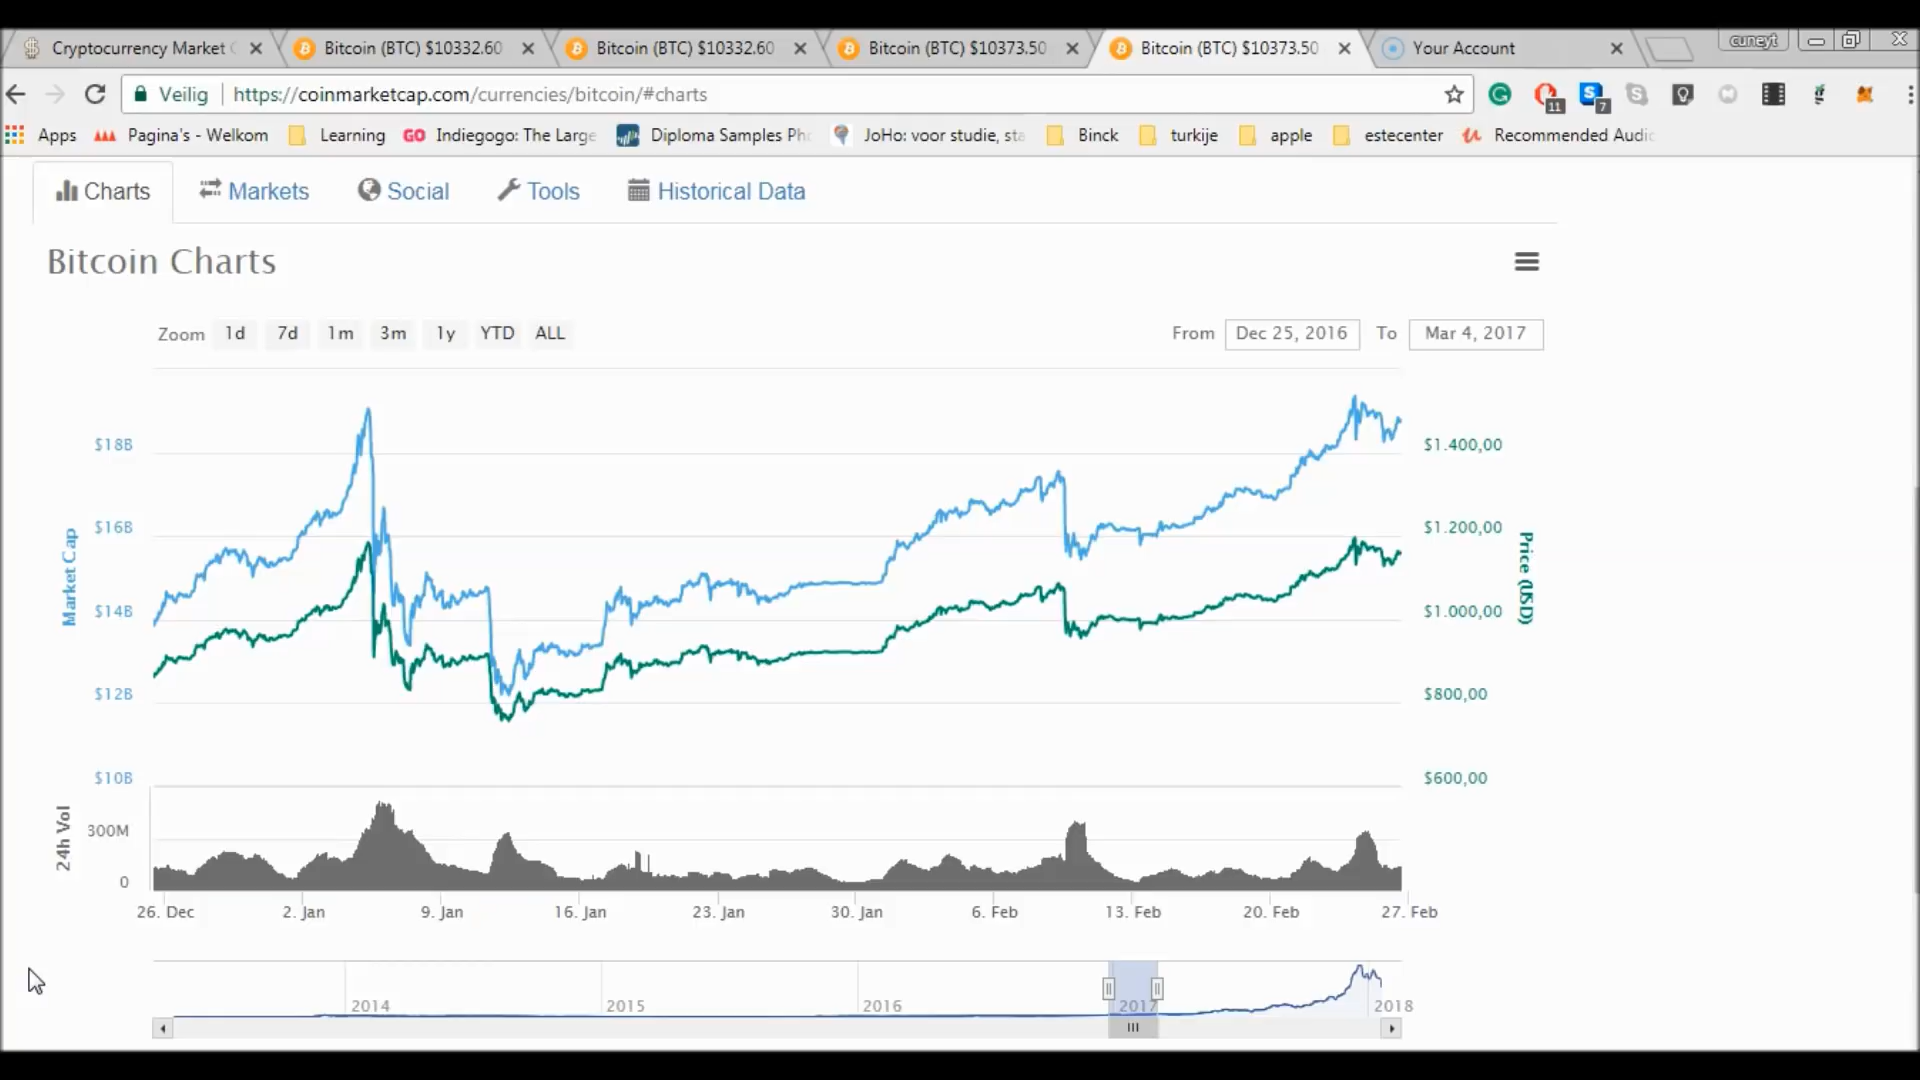 Cryptocurrency Market
Bitcoin (BTC) $10332.60
Bitcoin (BTC) $10332.60
Bitcoin (BTC) $10373.50
Bitcoin (BTC) $10373.50
Your Account
cuneyt
Veilig
https://coinmarketcap.com/currencies/bitcoin/#charts
11
7
Apps
Pagina's - Welkom
Learning
GO Indiegogo: The Large
Diploma Samples Ph
JoHo: voor studie, sta
Binck
turkije
apple
estecenter
Recommended Audi
Charts
Markets
Social
Tools
Historical Data
Bitcoin Charts
Zoom 1d 7d 1m 3m 1y YTD ALL
From Dec 25, 2016 To Mar 4, 2017
$18B
$16B
$14B
$12B
$10B
Market Cap
$1.400,00
$1.200,00
$1.000,00
$800,00
$600,00
Price (USD)
24h Vol
300M
0
26. Dec 2. Jan 9. Jan 16. Jan 23. Jan 30. Jan 6. Feb 13. Feb 20. Feb 27. Feb
2014 2015 2016 2017 2018